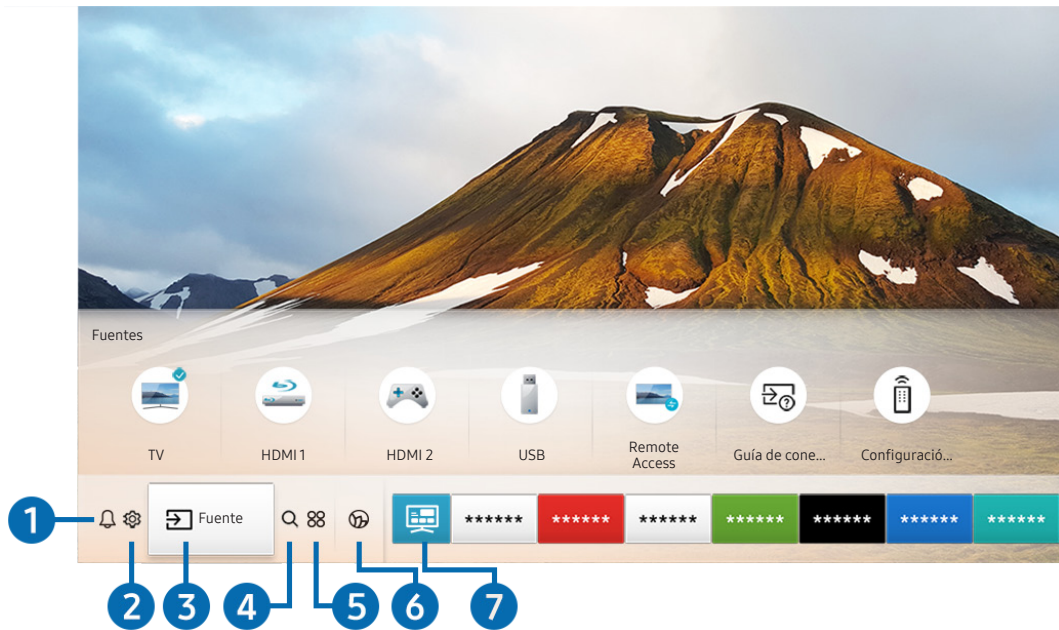 Fuentes
TV
HDMI 1
HDMI 2
USB
Remote
Access
Guía de cone...
Configuració...
1
Fuente
****** ****** ****** ****** ****** ****** ******
2 3 4 5 6 7